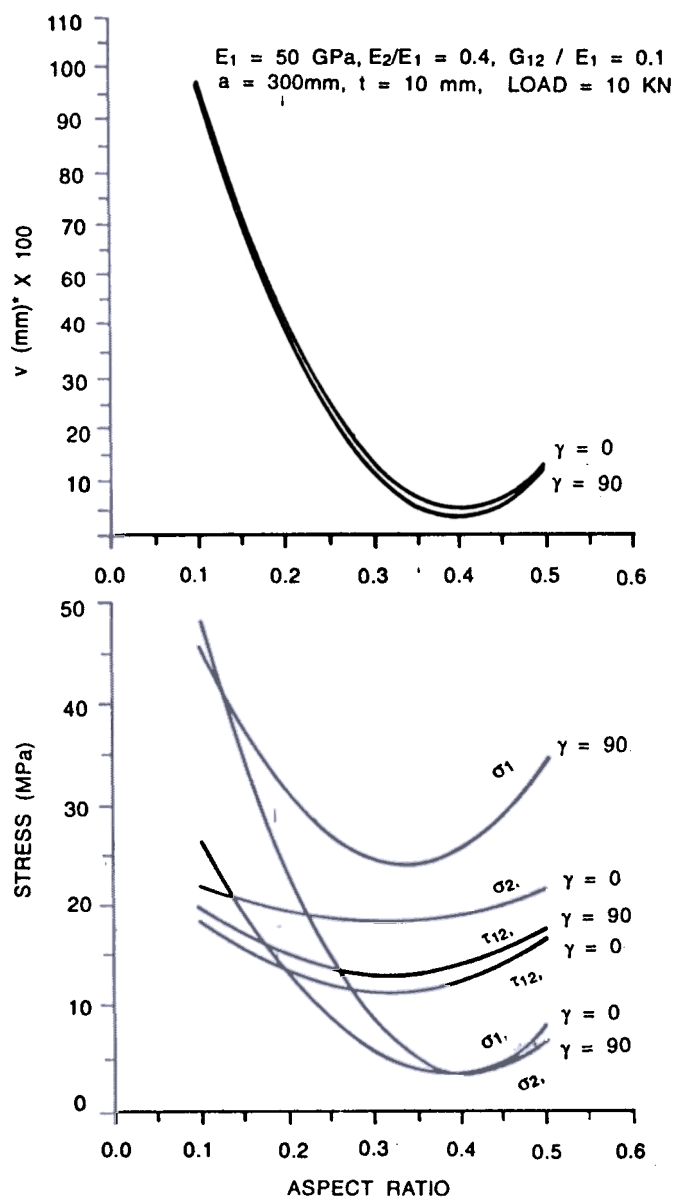 110
100
90
80
70
60
40
30
20
10
E₁ = 50 GPa, E₂/E₁ = 0.4, G₁₂ / E₁ = 0.1
a = 300mm, t = 10 mm, LOAD = 10 KN
v (mm)* X 100
γ = 0
γ = 90
0.0 0.1 0.2 0.3 0.4 0.5 0.6
50
40
30
20
10
0
STRESS (MPa)
σ₁
γ = 90
σ₂,
γ = 0
τ₁₂,
γ = 90
γ = 0
τ₁₂,
σ₁,
γ = 0
γ = 90
σ₂,
0.0 0.1 0.2 0.3 0.4 0.5 0.6
ASPECT RATIO